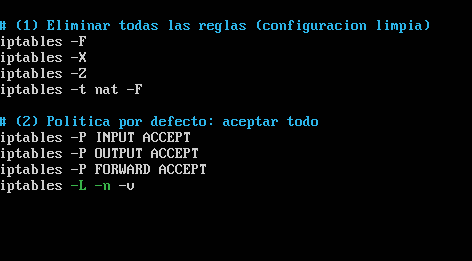 # (1) Eliminar todas las reglas (configuracion limpia)
iptables -F
iptables -X
iptables -Z
iptables -t nat -F
# (2) Politica por defecto: aceptar todo
iptables -P INPUT ACCEPT
iptables -P OUTPUT ACCEPT
iptables -P FORWARD ACCEPT
iptables -L -n -v